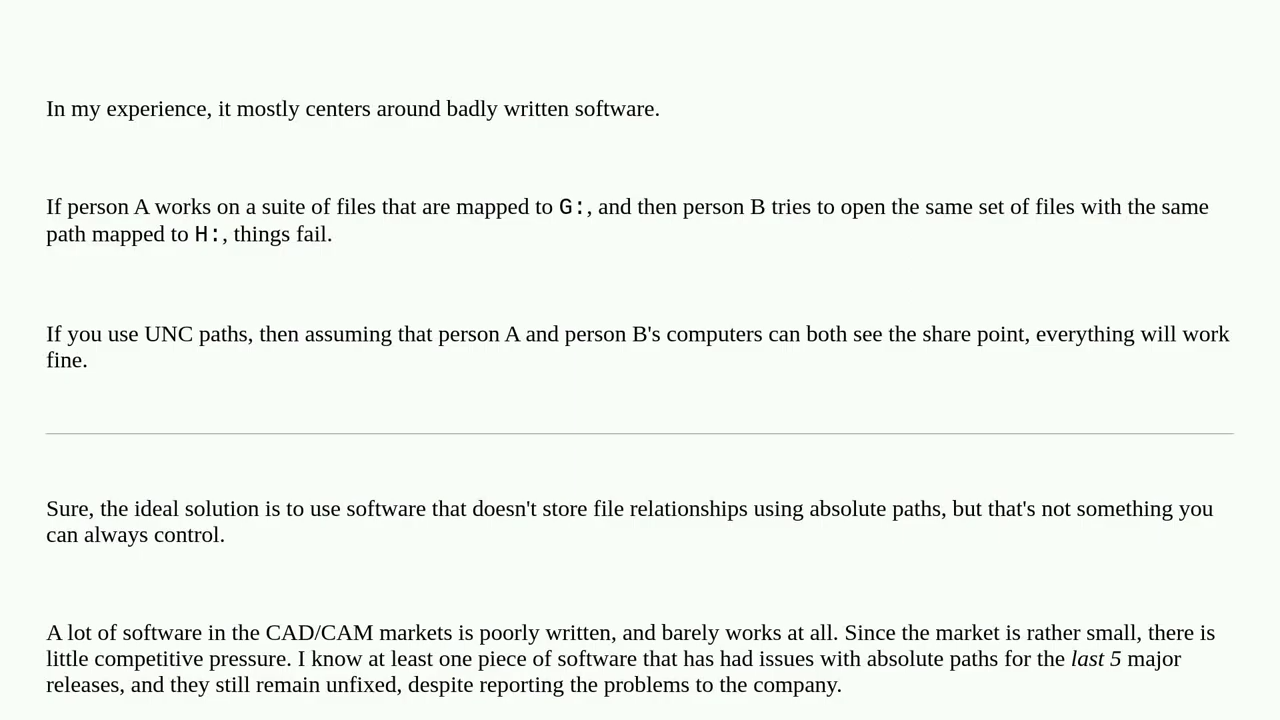 In my experience, it mostly centers around badly written software.
If person A works on a suite of files that are mapped to G:, and then person B tries to open the same set of files with the same
path mapped to H:, things fail.
If you use UNC paths, then assuming that person A and person B's computers can both see the share point, everything will work
fine.
Sure, the ideal solution is to use software that doesn't store file relationships using absolute paths, but that's not something you
can always control.
A lot of software in the CAD/CAM markets is poorly written, and barely works at all. Since the market is rather small, there is
little competitive pressure. I know at least one piece of software that has had issues with absolute paths for the last 5 major
releases, and they still remain unfixed, despite reporting the problems to the company.